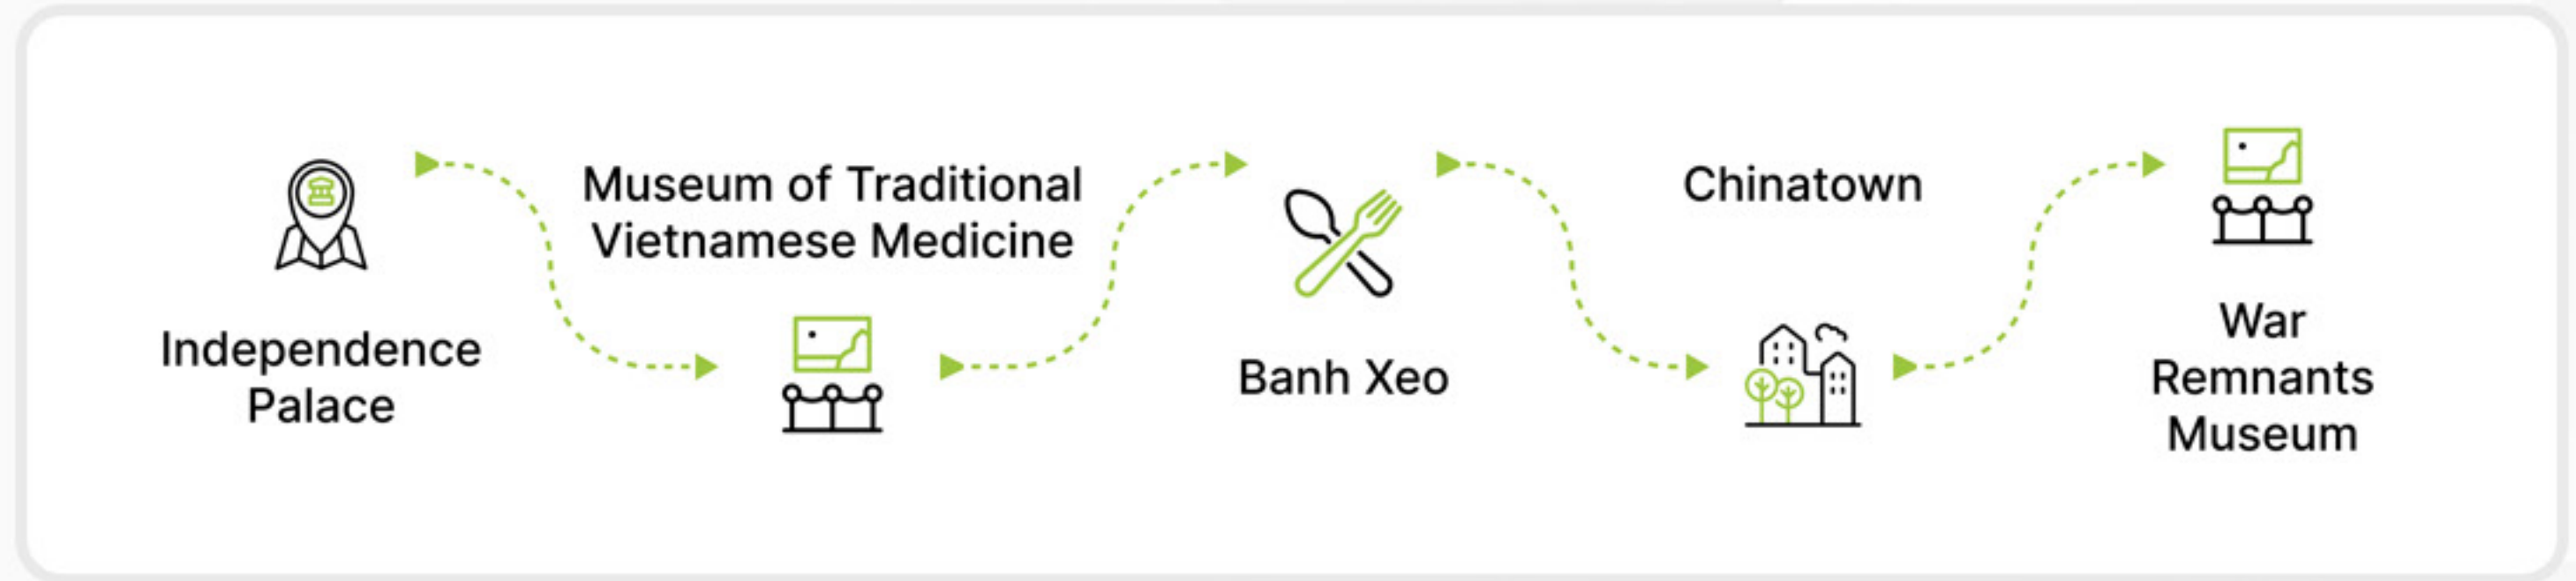 Independence
Palace
Museum of Traditional
Vietnamese Medicine
Banh Xeo
Chinatown
War
Remnants
Museum